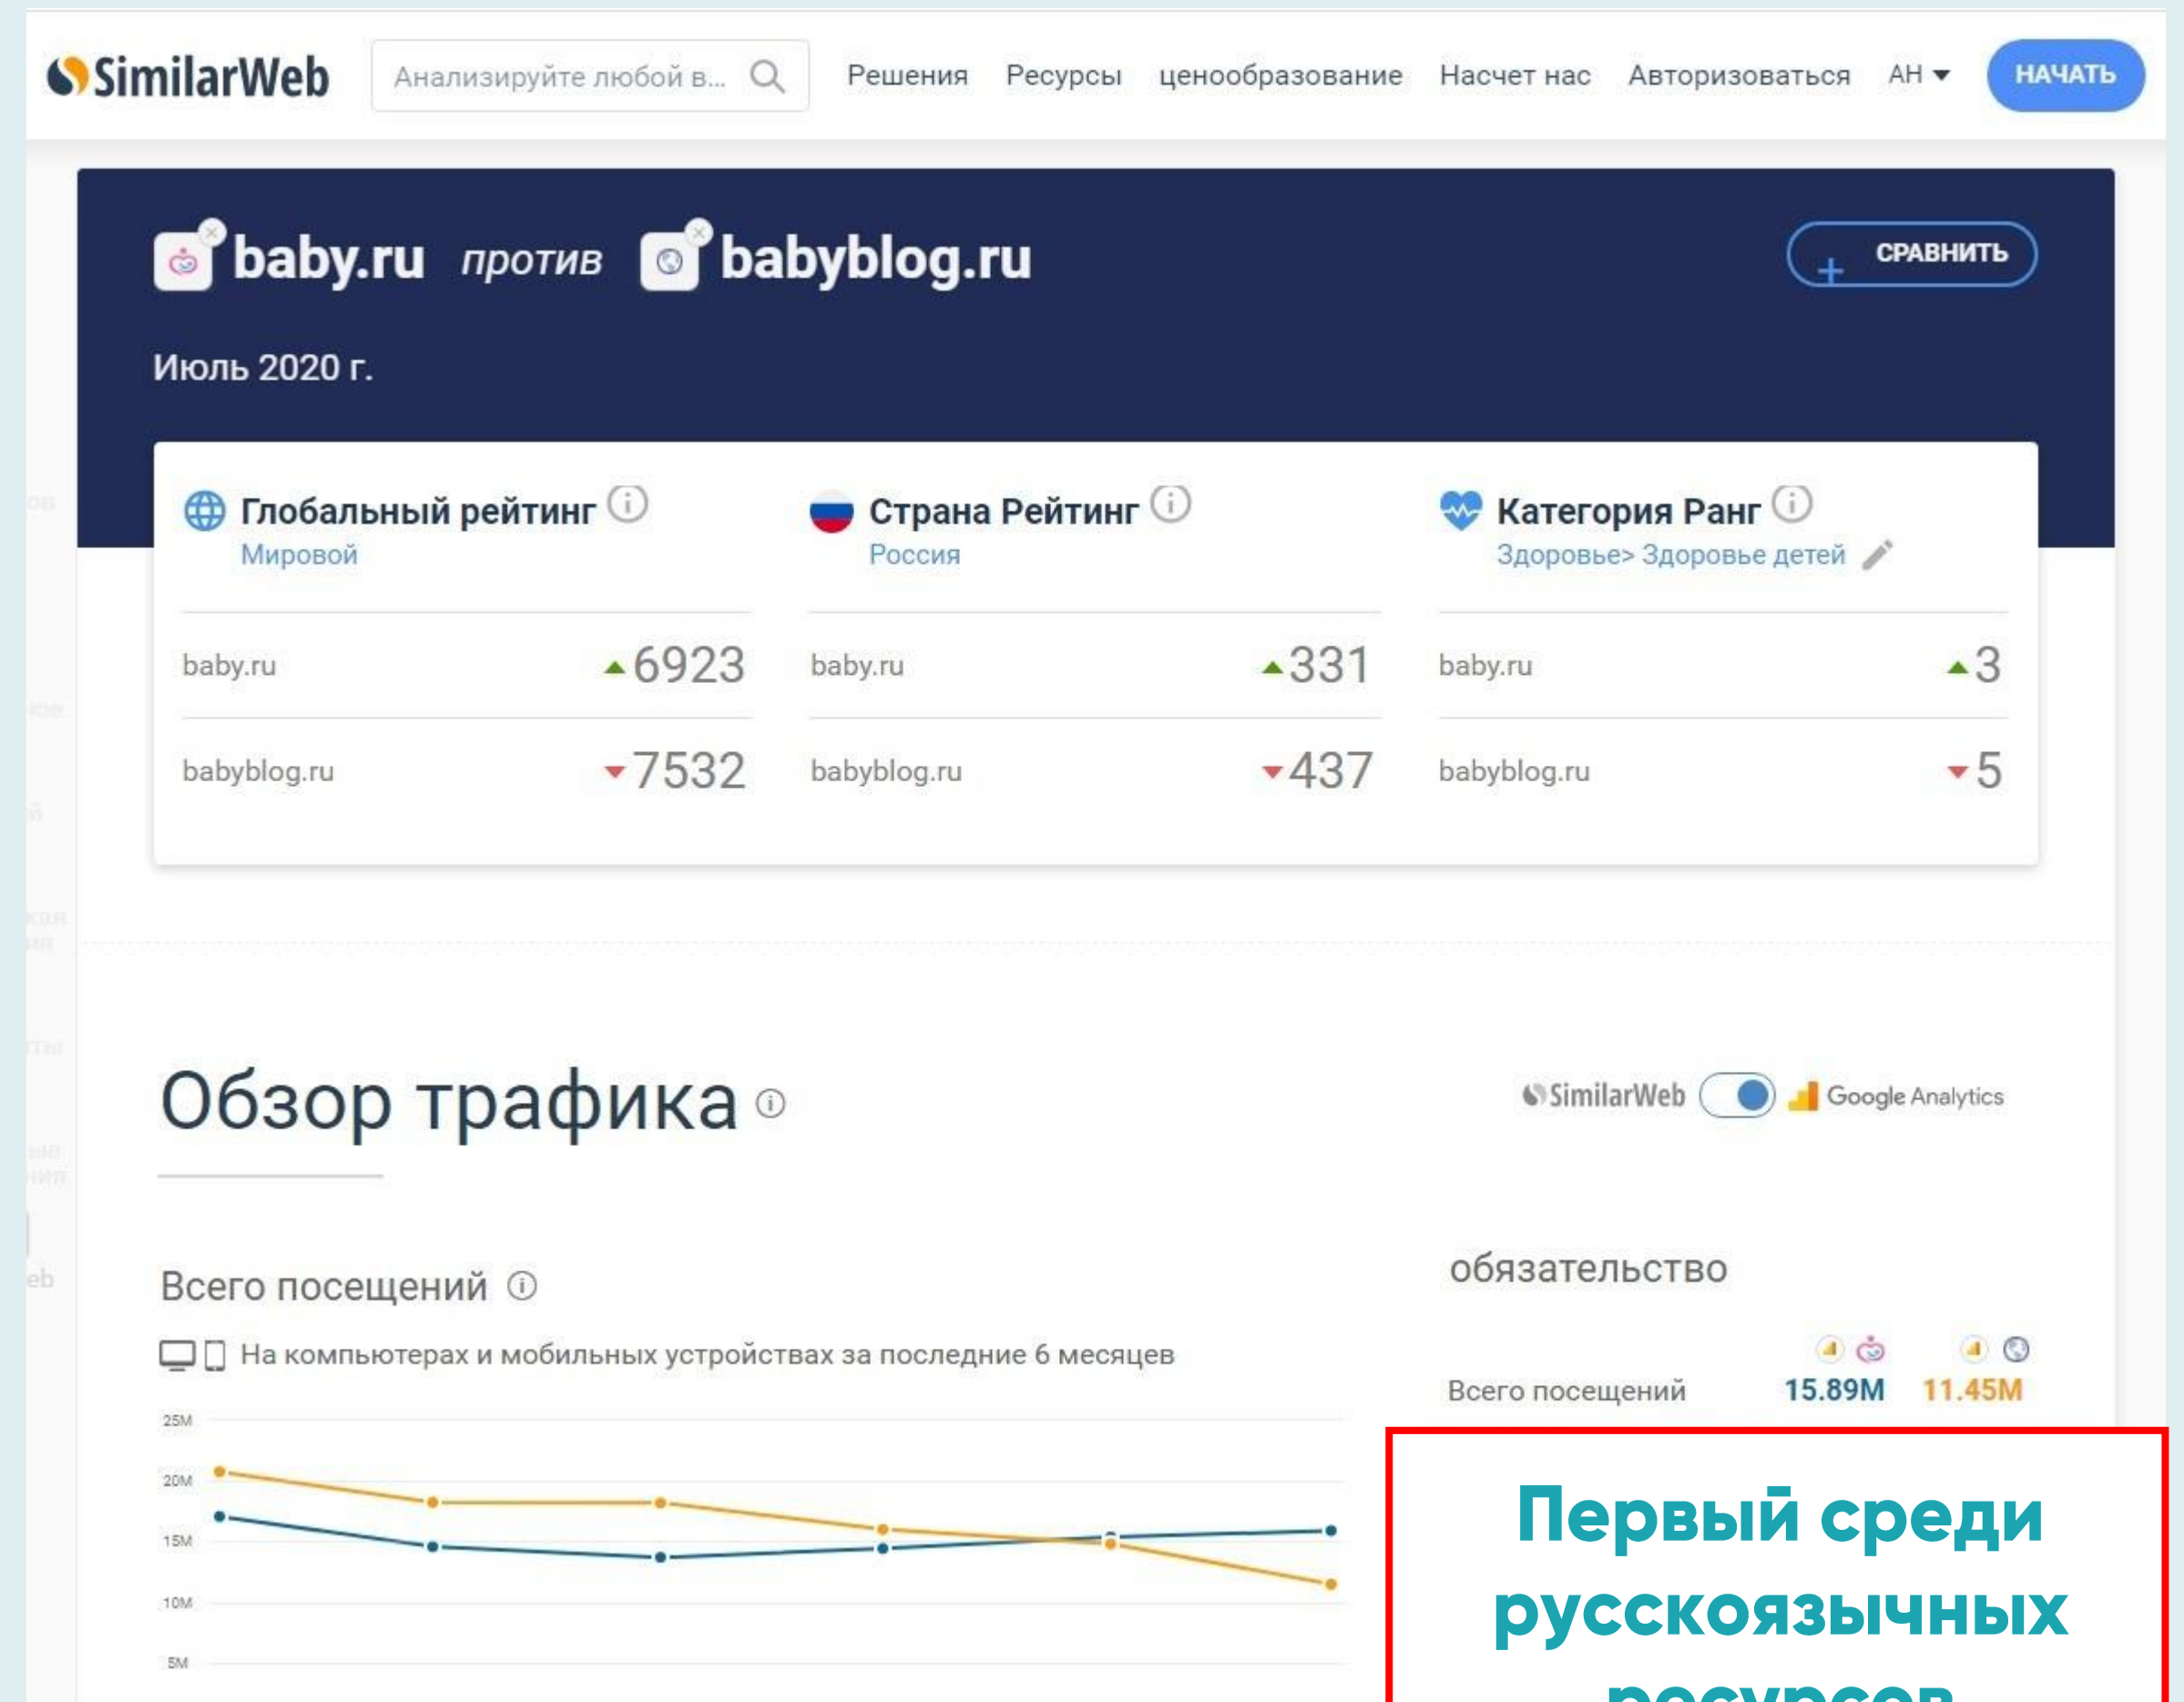 SimilarWeb
Анализируйте любой в...
Решения Ресурсы ценообразование Насчет нас Авторизоваться АН НАЧАТЬ
baby.ru против babyblog.ru
СРАВНИТЬ
Июль 2020 г.
Глобальный рейтинг
Мировой
baby.ru 6923
babyblog.ru 7532
Страна Рейтинг
Россия
baby.ru 331
babyblog.ru 437
Категория Ранг
Здоровье> Здоровье детей
baby.ru 3
babyblog.ru 5
Обзор трафика
SimilarWeb Google Analytics
Всего посещений
На компьютерах и мобильных устройствах за последние 6 месяцев
25M
20M
15M
10M
5M
обязательство
Всего посещений 15.89M 11.45M
Первый среди
русскоязычных
ресурсов